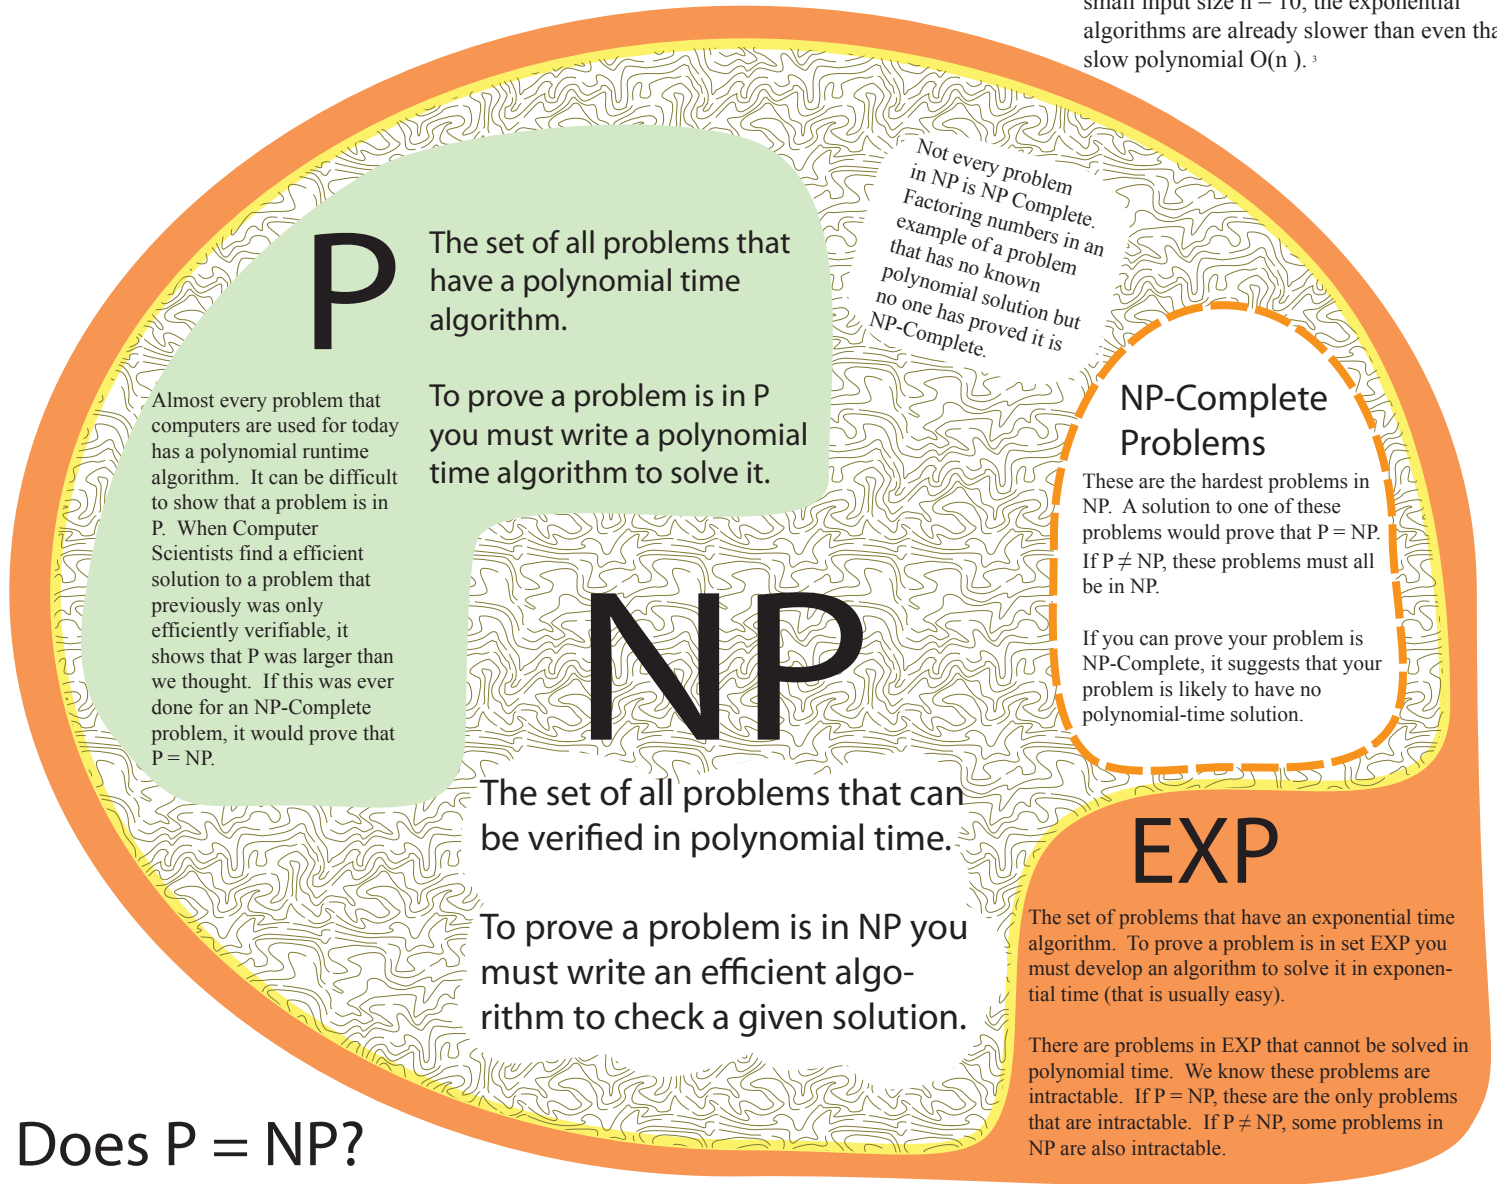 small input size n = 10, the exponential
algorithms are already slower than even
slow polynomial O(n ). 3
Not every problem
in NP is NP Complete.
Factoring numbers in an
example of a problem
that has no known
polynomial solution but
no one has proved it is
NP-Complete.
P
The set of all problems that
have a polynomial time
algorithm.
To prove a problem is in P
you must write a polynomial
time algorithm to solve it.
Almost every problem that
computers are used for today
has a polynomial runtime
algorithm. It can be difficult
to show that a problem is in
P. When Computer
Scientists find a efficient
solution to a problem that
previously was only
efficiently verifiable, it
shows that P was larger than
we thought. If this was ever
done for an NP-Complete
problem, it would prove that
P = NP.
NP-Complete
Problems
These are the hardest problems in
NP. A solution to one of these
problems would prove that P = NP.
If P ≠ NP, these problems must all
be in NP.
If you can prove your problem is
NP-Complete, it suggests that your
problem is likely to have no
polynomial-time solution.
NP
The set of all problems that can
be verified in polynomial time.
To prove a problem is in NP you
must write an efficient algo-
rithm to check a given solution.
EXP
The set of problems that have an exponential time
algorithm. To prove a problem is in set EXP you
must develop an algorithm to solve it in exponen-
tial time (that is usually easy).
There are problems in EXP that cannot be solved in
polynomial time. We know these problems are
intractable. If P = NP, these are the only problems
that are intractable. If P ≠ NP, some problems in
NP are also intractable.
Does P = NP?